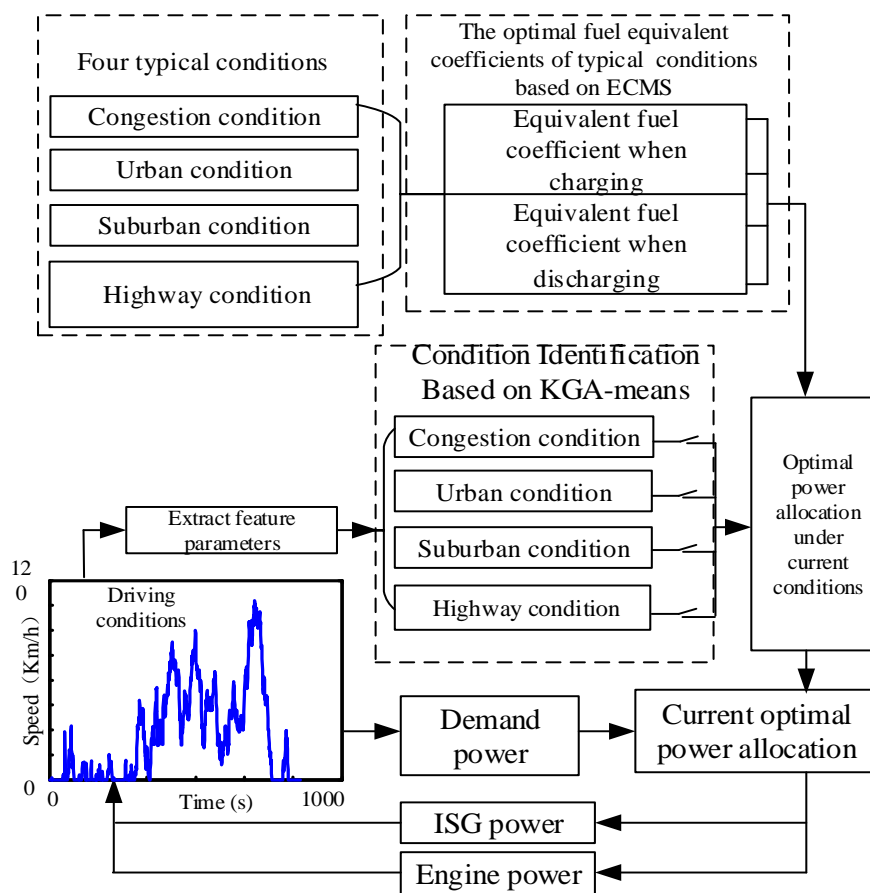 Four typical conditions
Congestion condition
Urban condition
Suburban condition
Highway condition
The optimal fuel equivalent
coefficients of typical conditions
based on ECMS
Equivalent fuel
coefficient when
charging
Equivalent fuel
coefficient when
discharging
Condition Identification
Based on KGA-means
Congestion condition
Urban condition
Suburban condition
Highway condition
Optimal
power
allocation
under
current
conditions
Extract feature
parameters
12
0
Driving
conditions
Speed（Km/h）
0
0
Time (s)
1000
Demand
power
Current optimal
power allocation
ISG power
Engine power